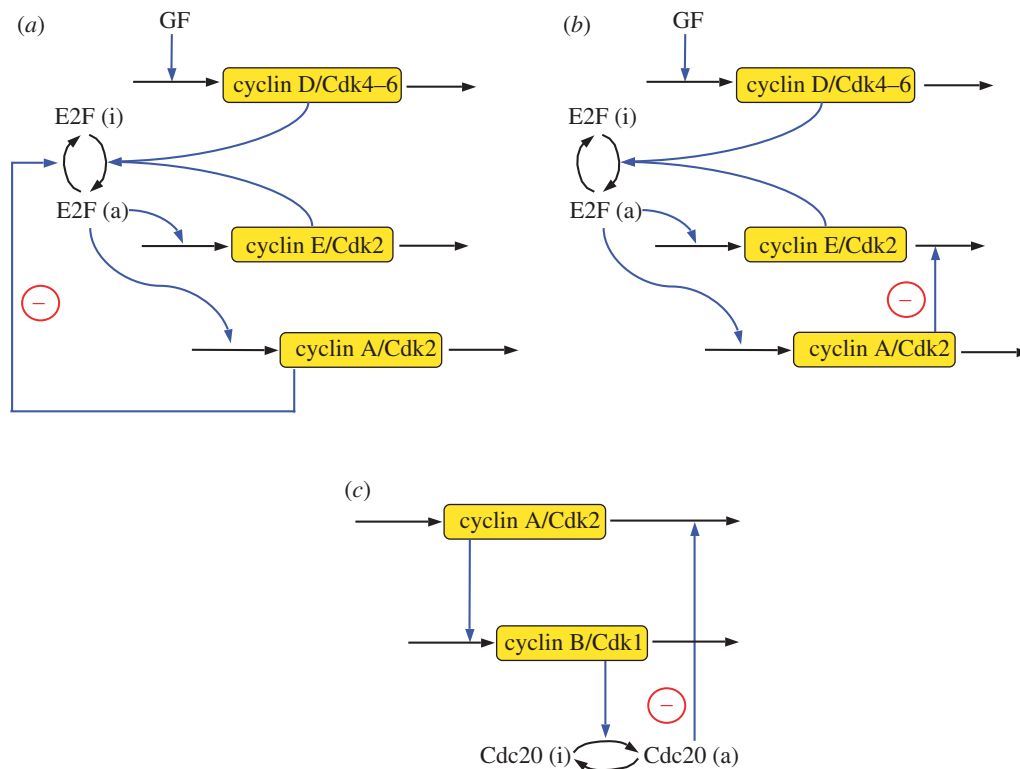 (a)
GF
cyclin D/Cdk4–6
E2F (i)
E2F (a)
cyclin E/Cdk2
−
cyclin A/Cdk2
(b)
GF
cyclin D/Cdk4–6
E2F (i)
E2F (a)
cyclin E/Cdk2
−
cyclin A/Cdk2
(c)
cyclin A/Cdk2
cyclin B/Cdk1
−
Cdc20 (i) Cdc20 (a)